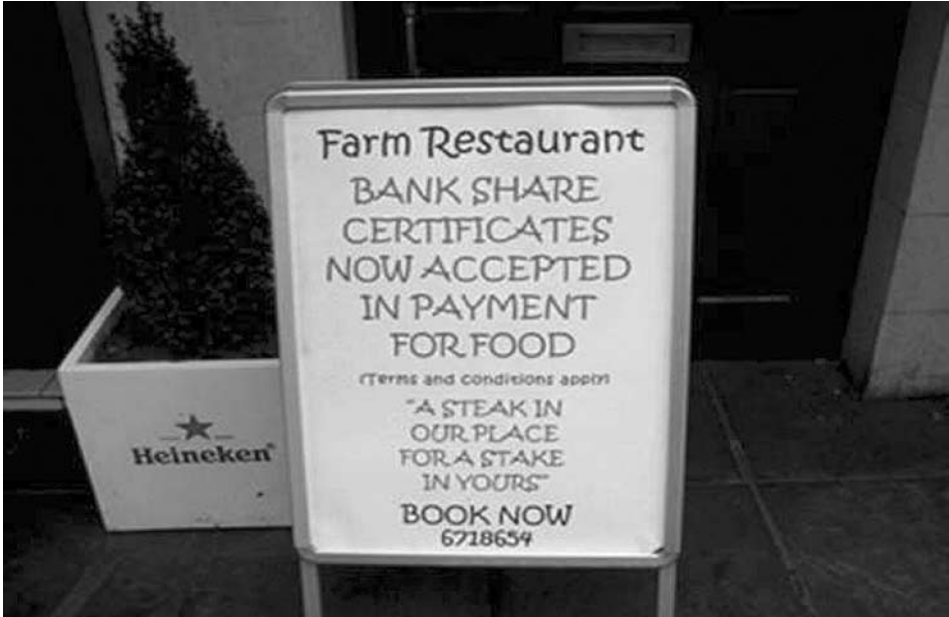 Farm Restaurant
BANK SHARE
CERTIFICATES
NOW ACCEPTED
IN PAYMENT
FOR FOOD
(Terms and conditions apply)
"A STEAK IN
OUR PLACE
FOR A STAKE
IN YOURS"
BOOK NOW
6718654
Heineken®